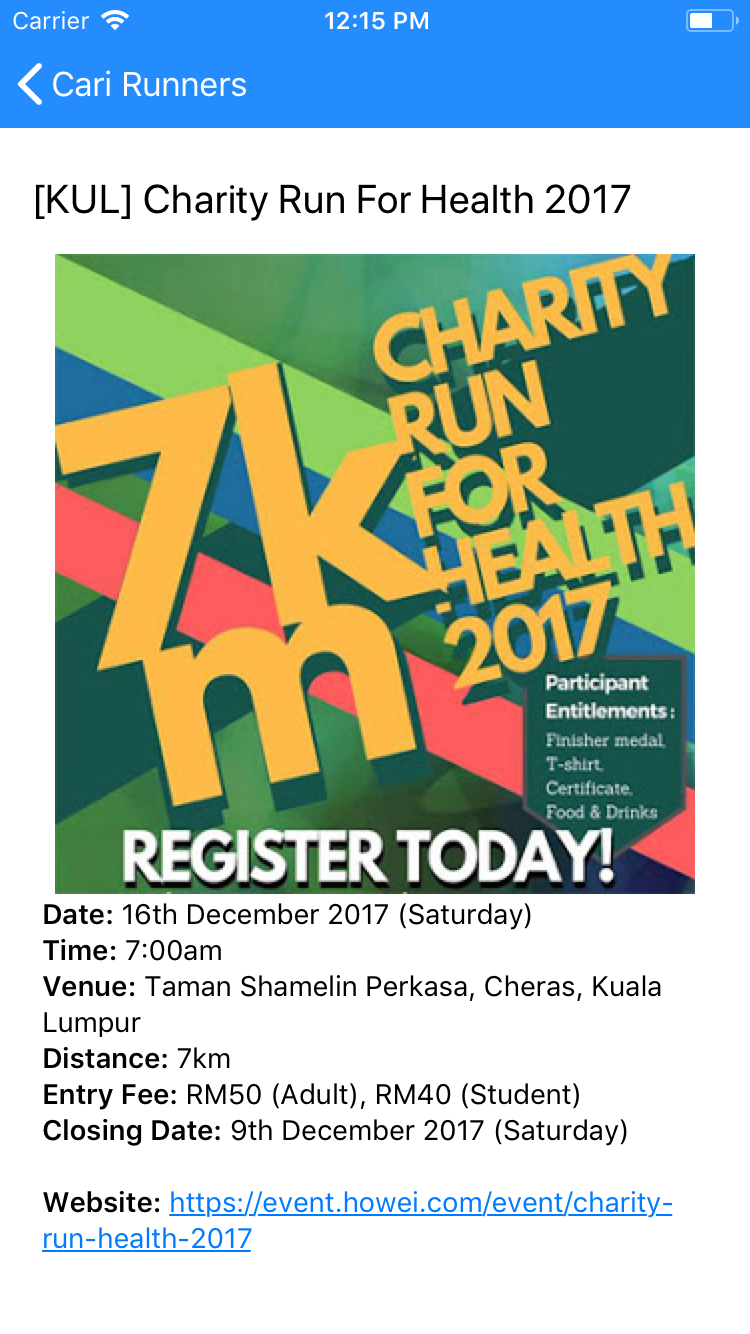 Carrier 12:15 PM
Cari Runners
[KUL] Charity Run For Health 2017
CHARITY
RUN
FOR
HEALTH
2017
7k
m
Participant
Entitlements:
Finisher medal,
T-shirt,
Certificate,
Food & Drinks
REGISTER TODAY!
Date: 16th December 2017 (Saturday)
Time: 7:00am
Venue: Taman Shamelin Perkasa, Cheras, Kuala
Lumpur
Distance: 7km
Entry Fee: RM50 (Adult), RM40 (Student)
Closing Date: 9th December 2017 (Saturday)
Website: https://event.howei.com/event/charity-
run-health-2017